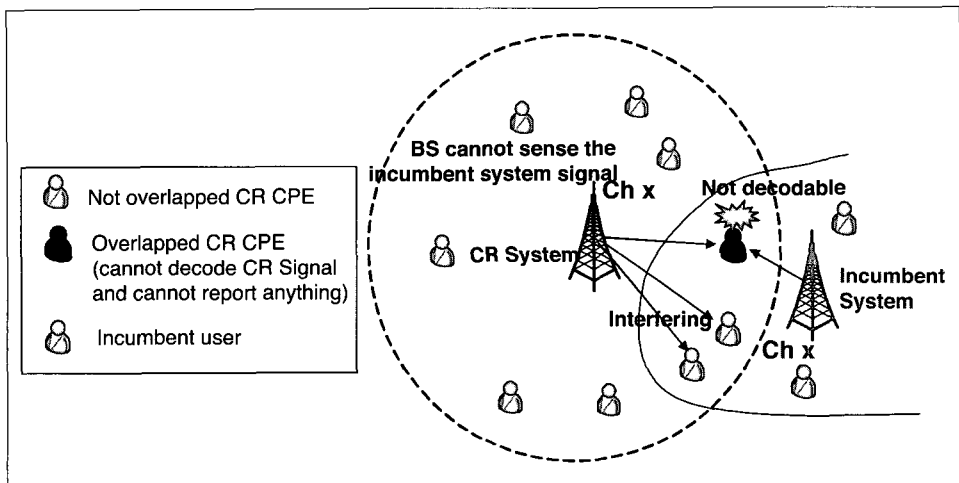 BS cannot sense the
incumbent system signal
Ch x
Not decodable
Not overlapped CR CPE
Overlapped CR CPE
(cannot decode CR Signal
and cannot report anything)
Incumbent user
CR System
Incumbent
System
Interfering
Ch x